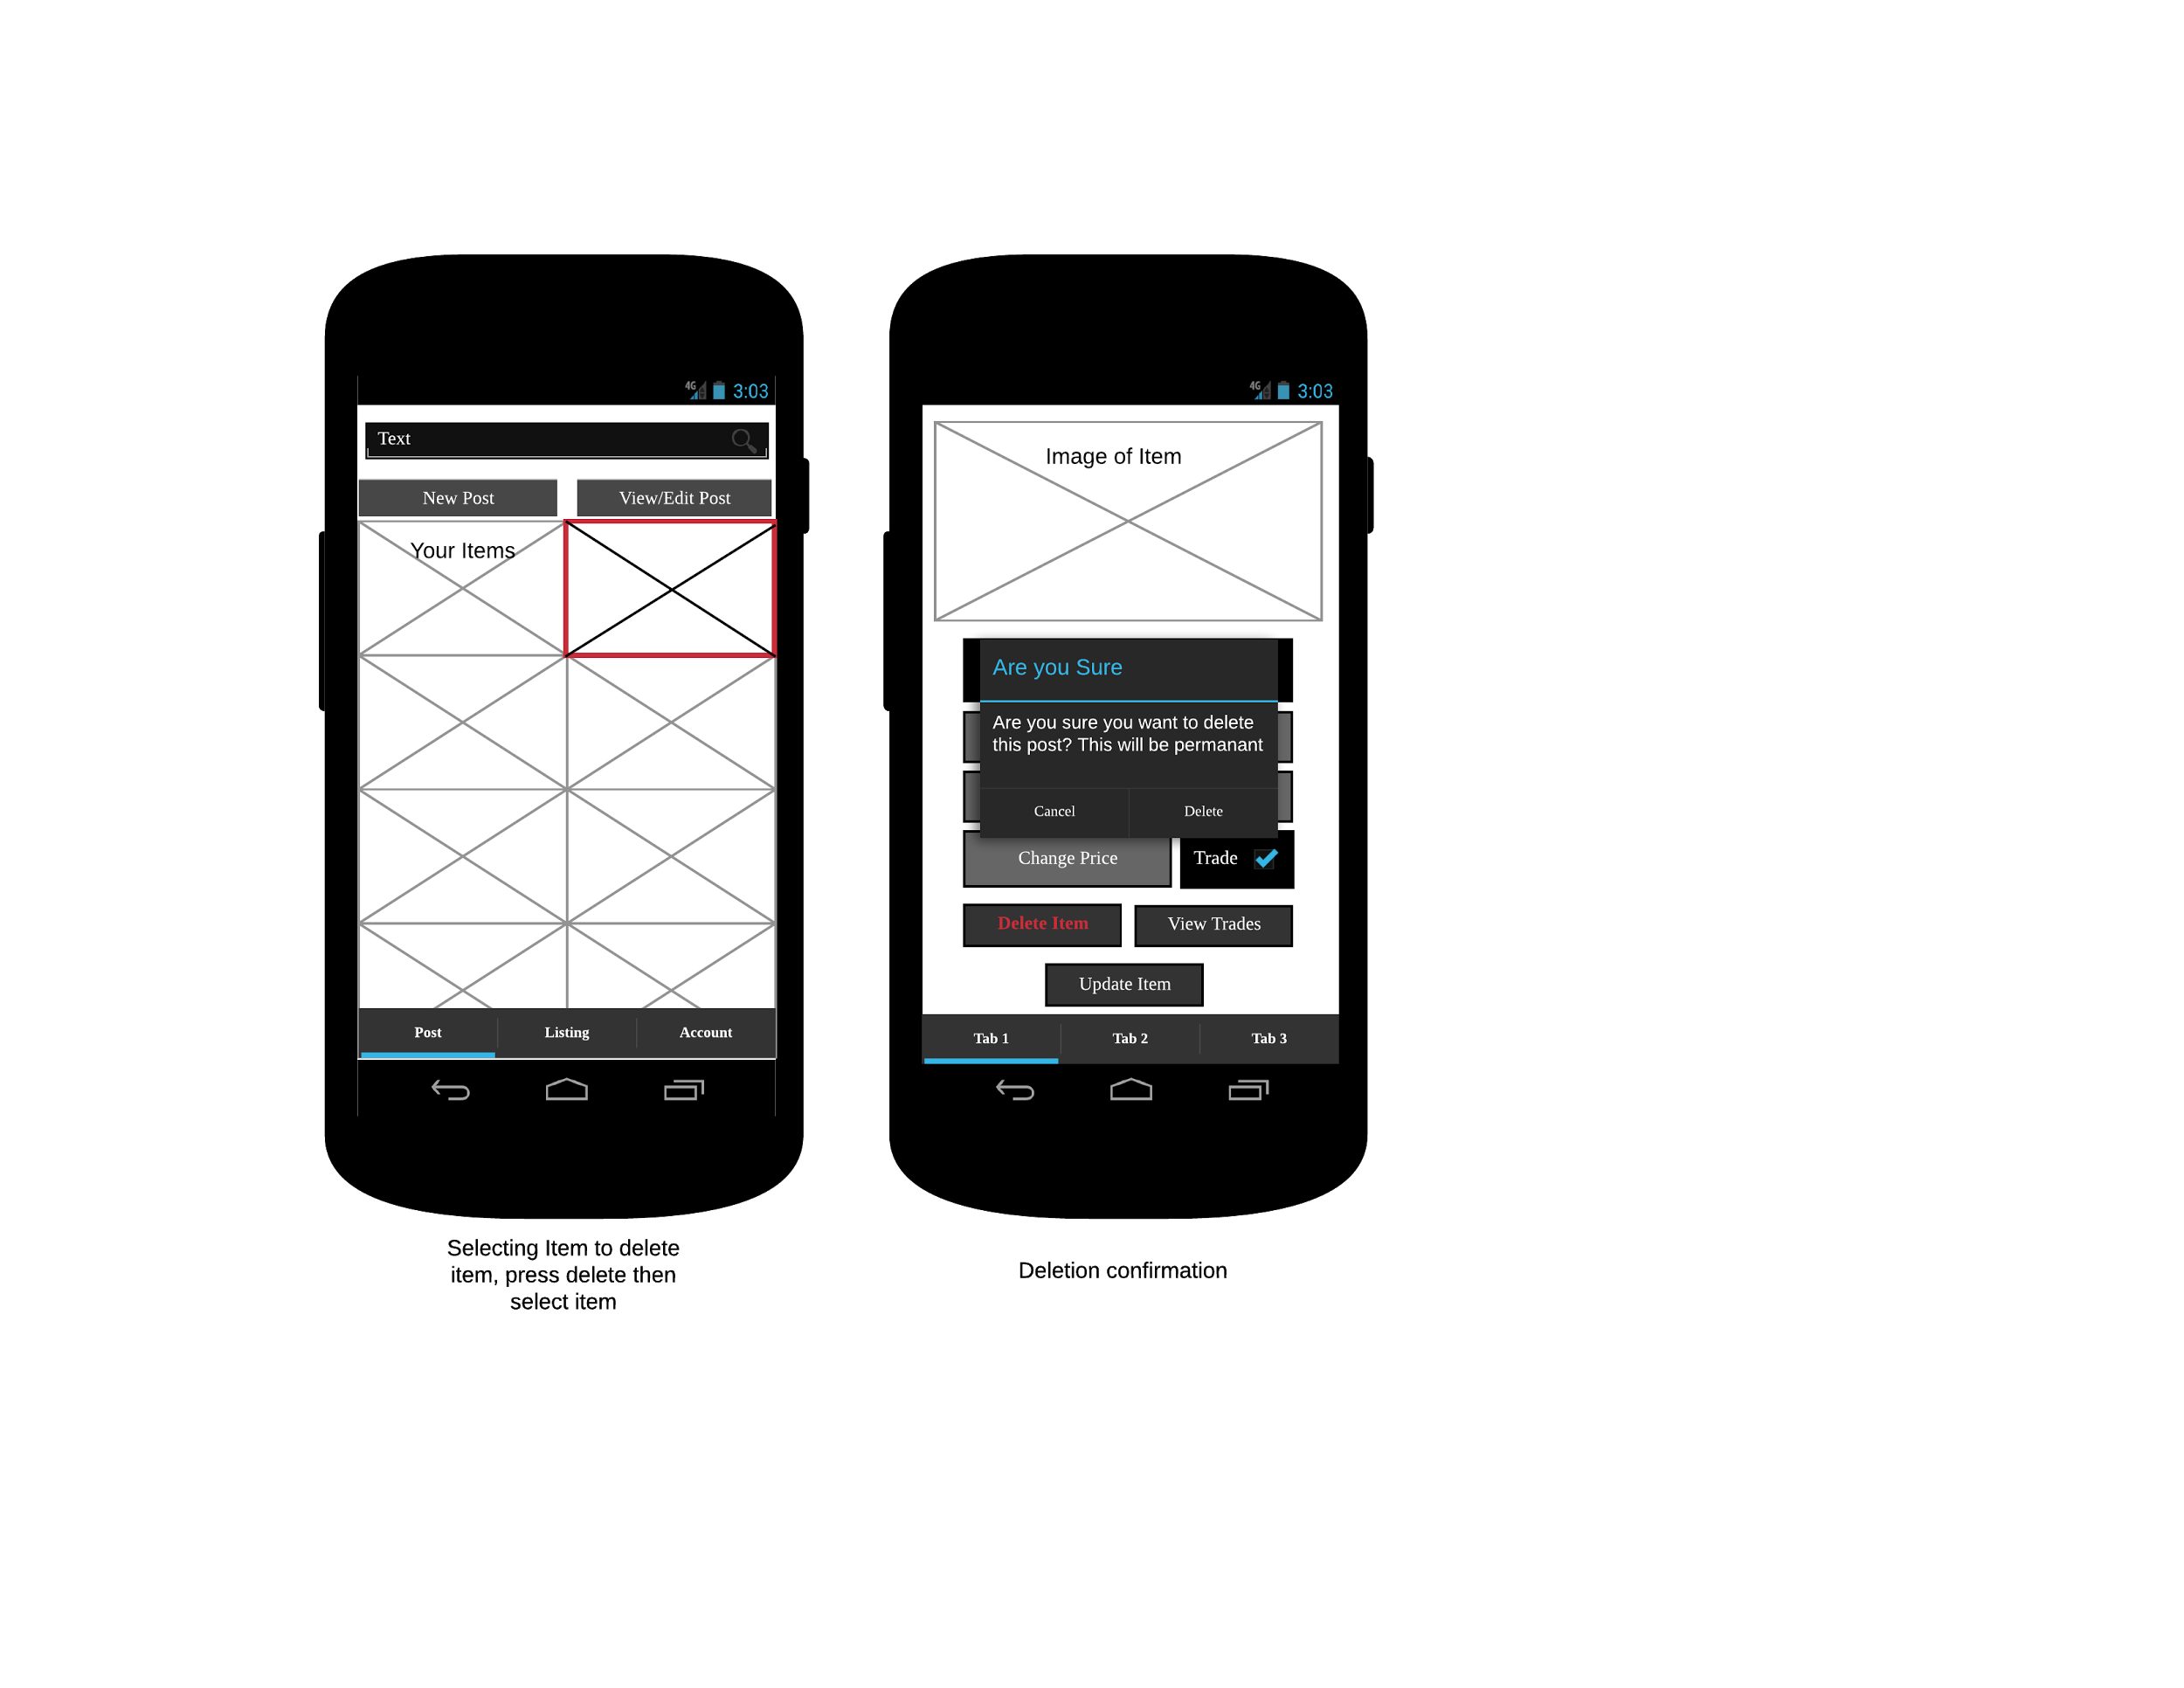 4G 3:03
Text
New Post
View/Edit Post
Your Items
Post
Listing
Account
Selecting Item to delete
item, press delete then
select item
4G 3:03
Image of Item
Are you Sure
Are you sure you want to delete
this post? This will be permanant
Cancel
Delete
Change Price
Trade
Delete Item
View Trades
Update Item
Tab 1
Tab 2
Tab 3
Deletion confirmation